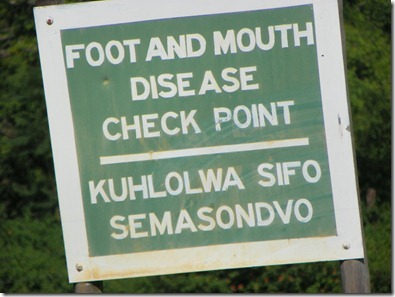 FOOT AND MOUTH
DISEASE
CHECK POINT
KUHLOLWA SIFO
SEMASONDVO